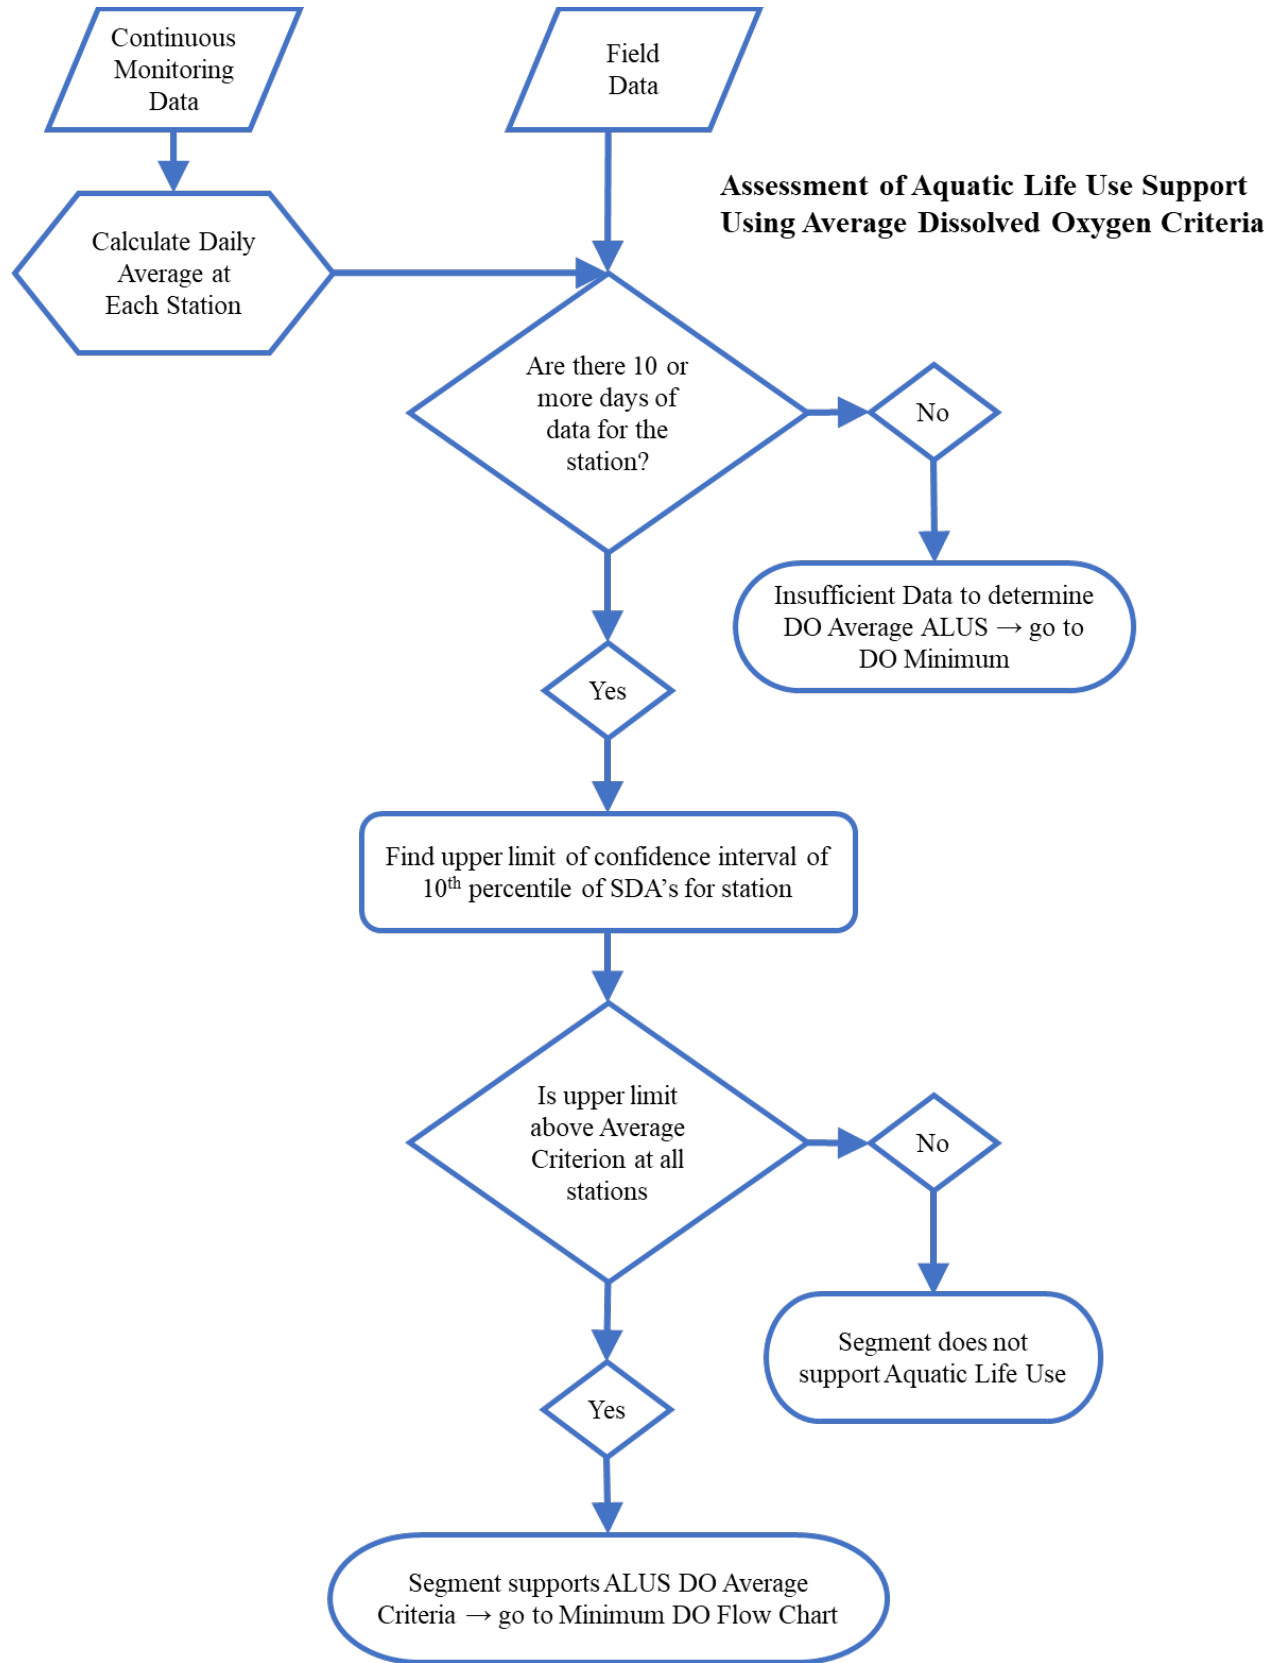 Continuous
Monitoring
Data
Field
Data
Assessment of Aquatic Life Use Support
Using Average Dissolved Oxygen Criteria
Calculate Daily
Average at
Each Station
Are there 10 or
more days of
data for the
station?
No
Insufficient Data to determine
DO Average ALUS → go to
DO Minimum
Yes
Find upper limit of confidence interval of
10th percentile of SDA’s for station
Is upper limit
above Average
Criterion at all
stations
No
Segment does not
support Aquatic Life Use
Yes
Segment supports ALUS DO Average
Criteria → go to Minimum DO Flow Chart